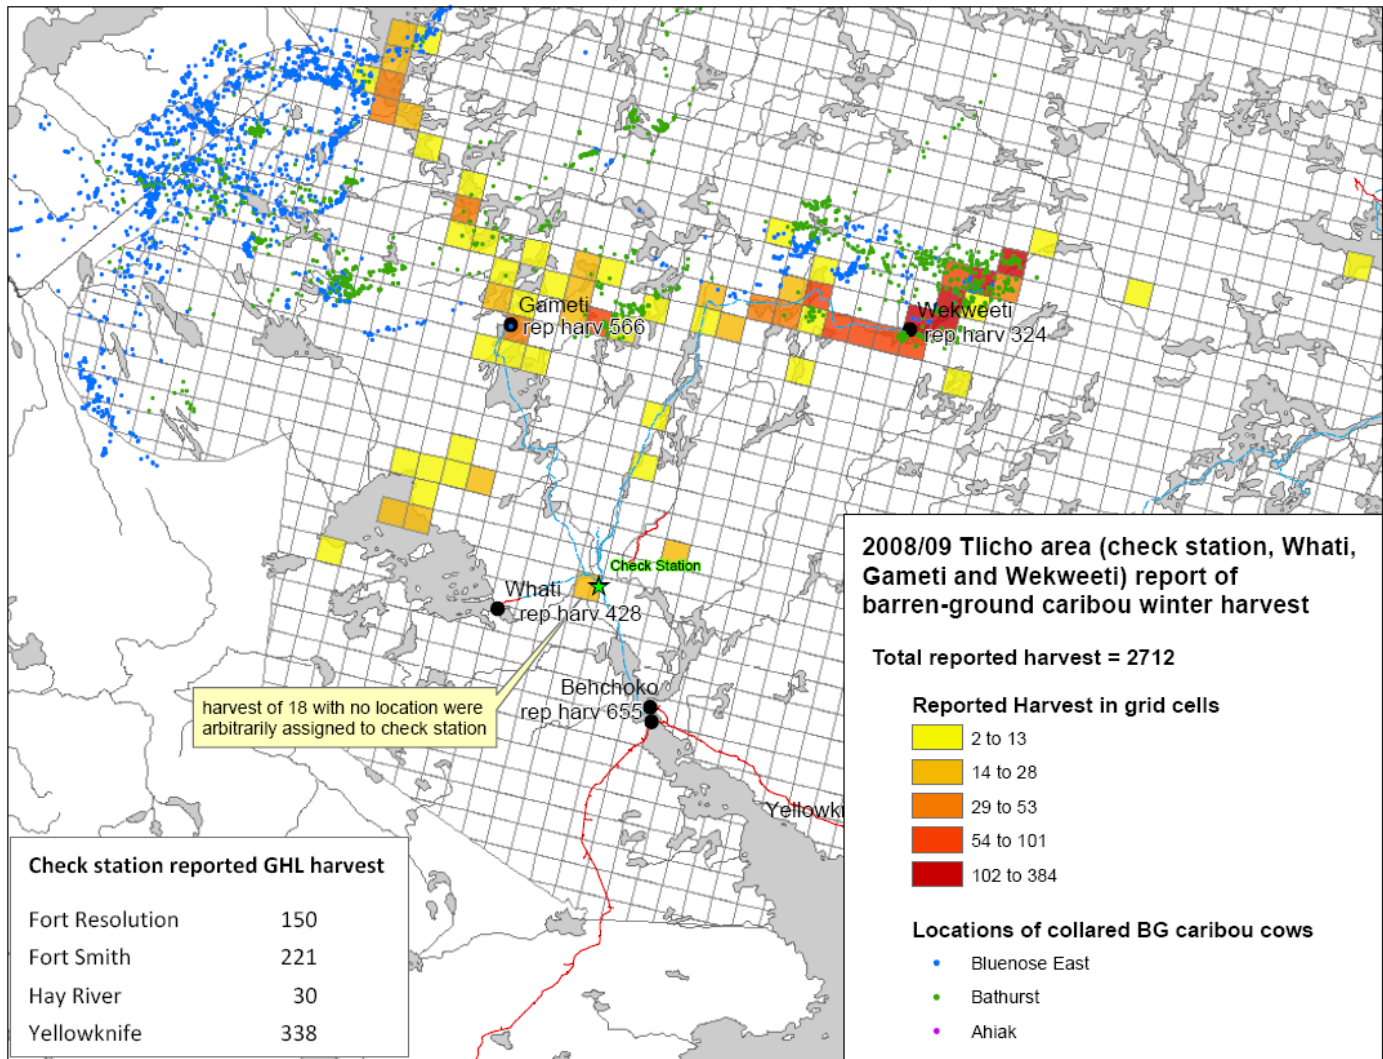 Gameti
rep harv 566
Wekweeti
rep harv 324
Check Station
Whati
rep harv 428
harvest of 18 with no location were
arbitrarily assigned to check station
Behchoko
rep harv 655
2008/09 Tlicho area (check station, Whati,
Gameti and Wekweeti) report of
barren-ground caribou winter harvest
Total reported harvest = 2712
Reported Harvest in grid cells
2 to 13
14 to 28
29 to 53
54 to 101
102 to 384
Locations of collared BG caribou cows
Bluenose East
Bathurst
Ahiak
Yellowkn
Check station reported GHL harvest
Fort Resolution 150
Fort Smith 221
Hay River 30
Yellowknife 338